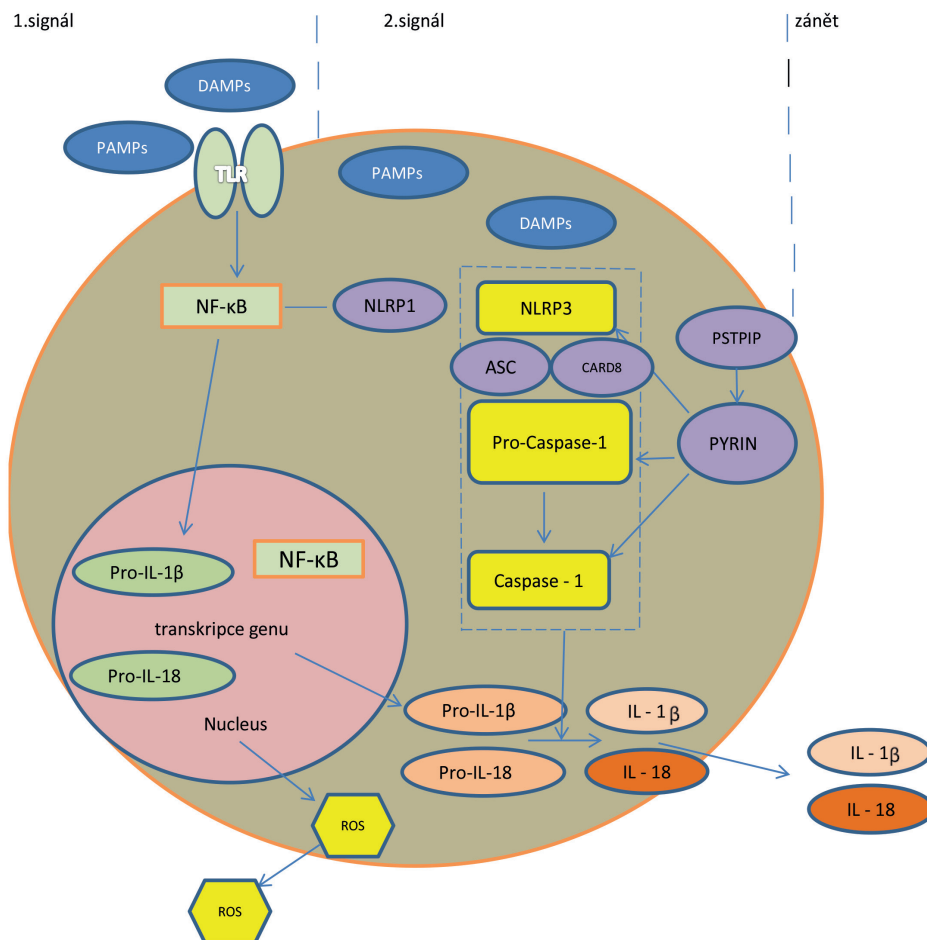 1.signál
2.signál
zánět
DAMPs
PAMPs
TLR
PAMPs
DAMPs
NF-κB
NLRP1
NLRP3
PSTPIP
ASC
CARD8
Pro-Caspase-1
PYRIN
NF-κB
Pro-IL-1β
Caspase - 1
transkripce genu
Pro-IL-18
Nucleus
Pro-IL-1β
IL - 1β
IL - 1β
Pro-IL-18
IL - 18
IL - 18
ROS
ROS